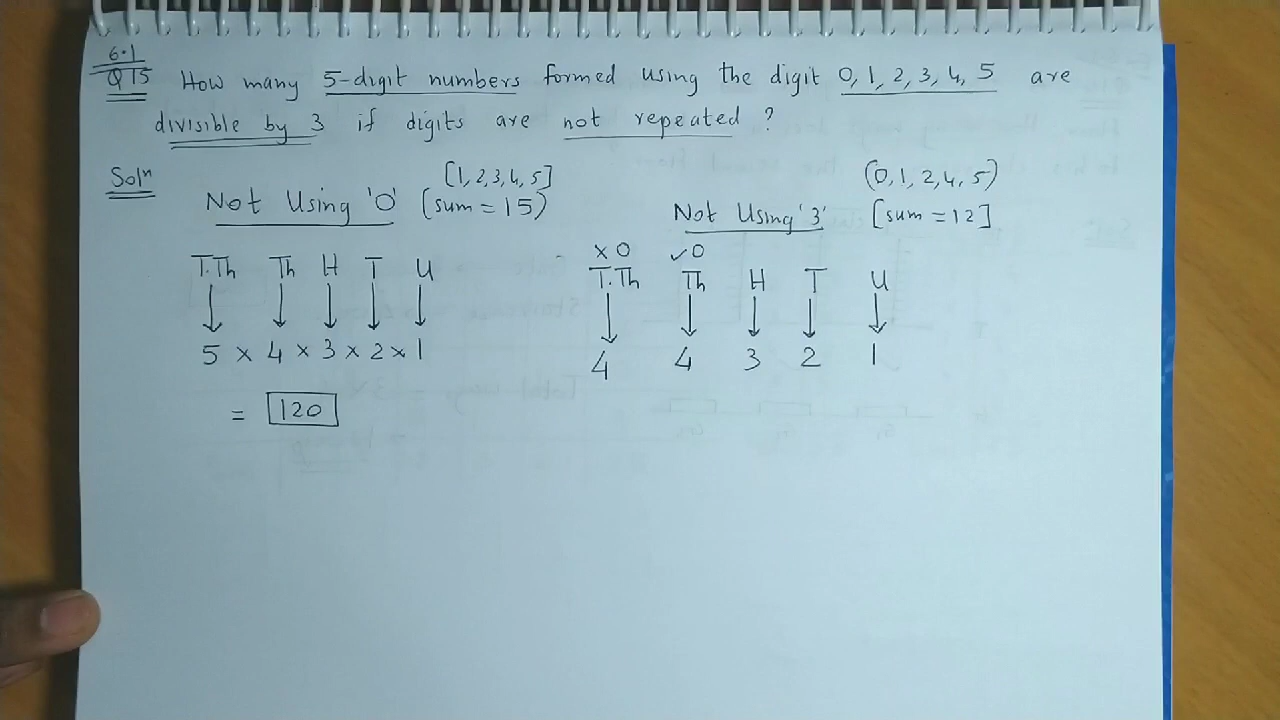 6.1
Q 15 How many 5-digit numbers formed using the digit 0, 1, 2, 3, 4, 5 are
divisible by 3 if digits are not repeated ?
Solⁿ
Not Using '0' [1, 2, 3, 4, 5]
(sum = 15)
T.Th Th H T U
↓ ↓ ↓ ↓ ↓
5 × 4 × 3 × 2 × 1
= 120
Not Using '3' (0, 1, 2, 4, 5)
[sum = 12]
× 0 ✓ 0
T.Th Th H T U
↓ ↓ ↓ ↓ ↓
4 4 3 2 1